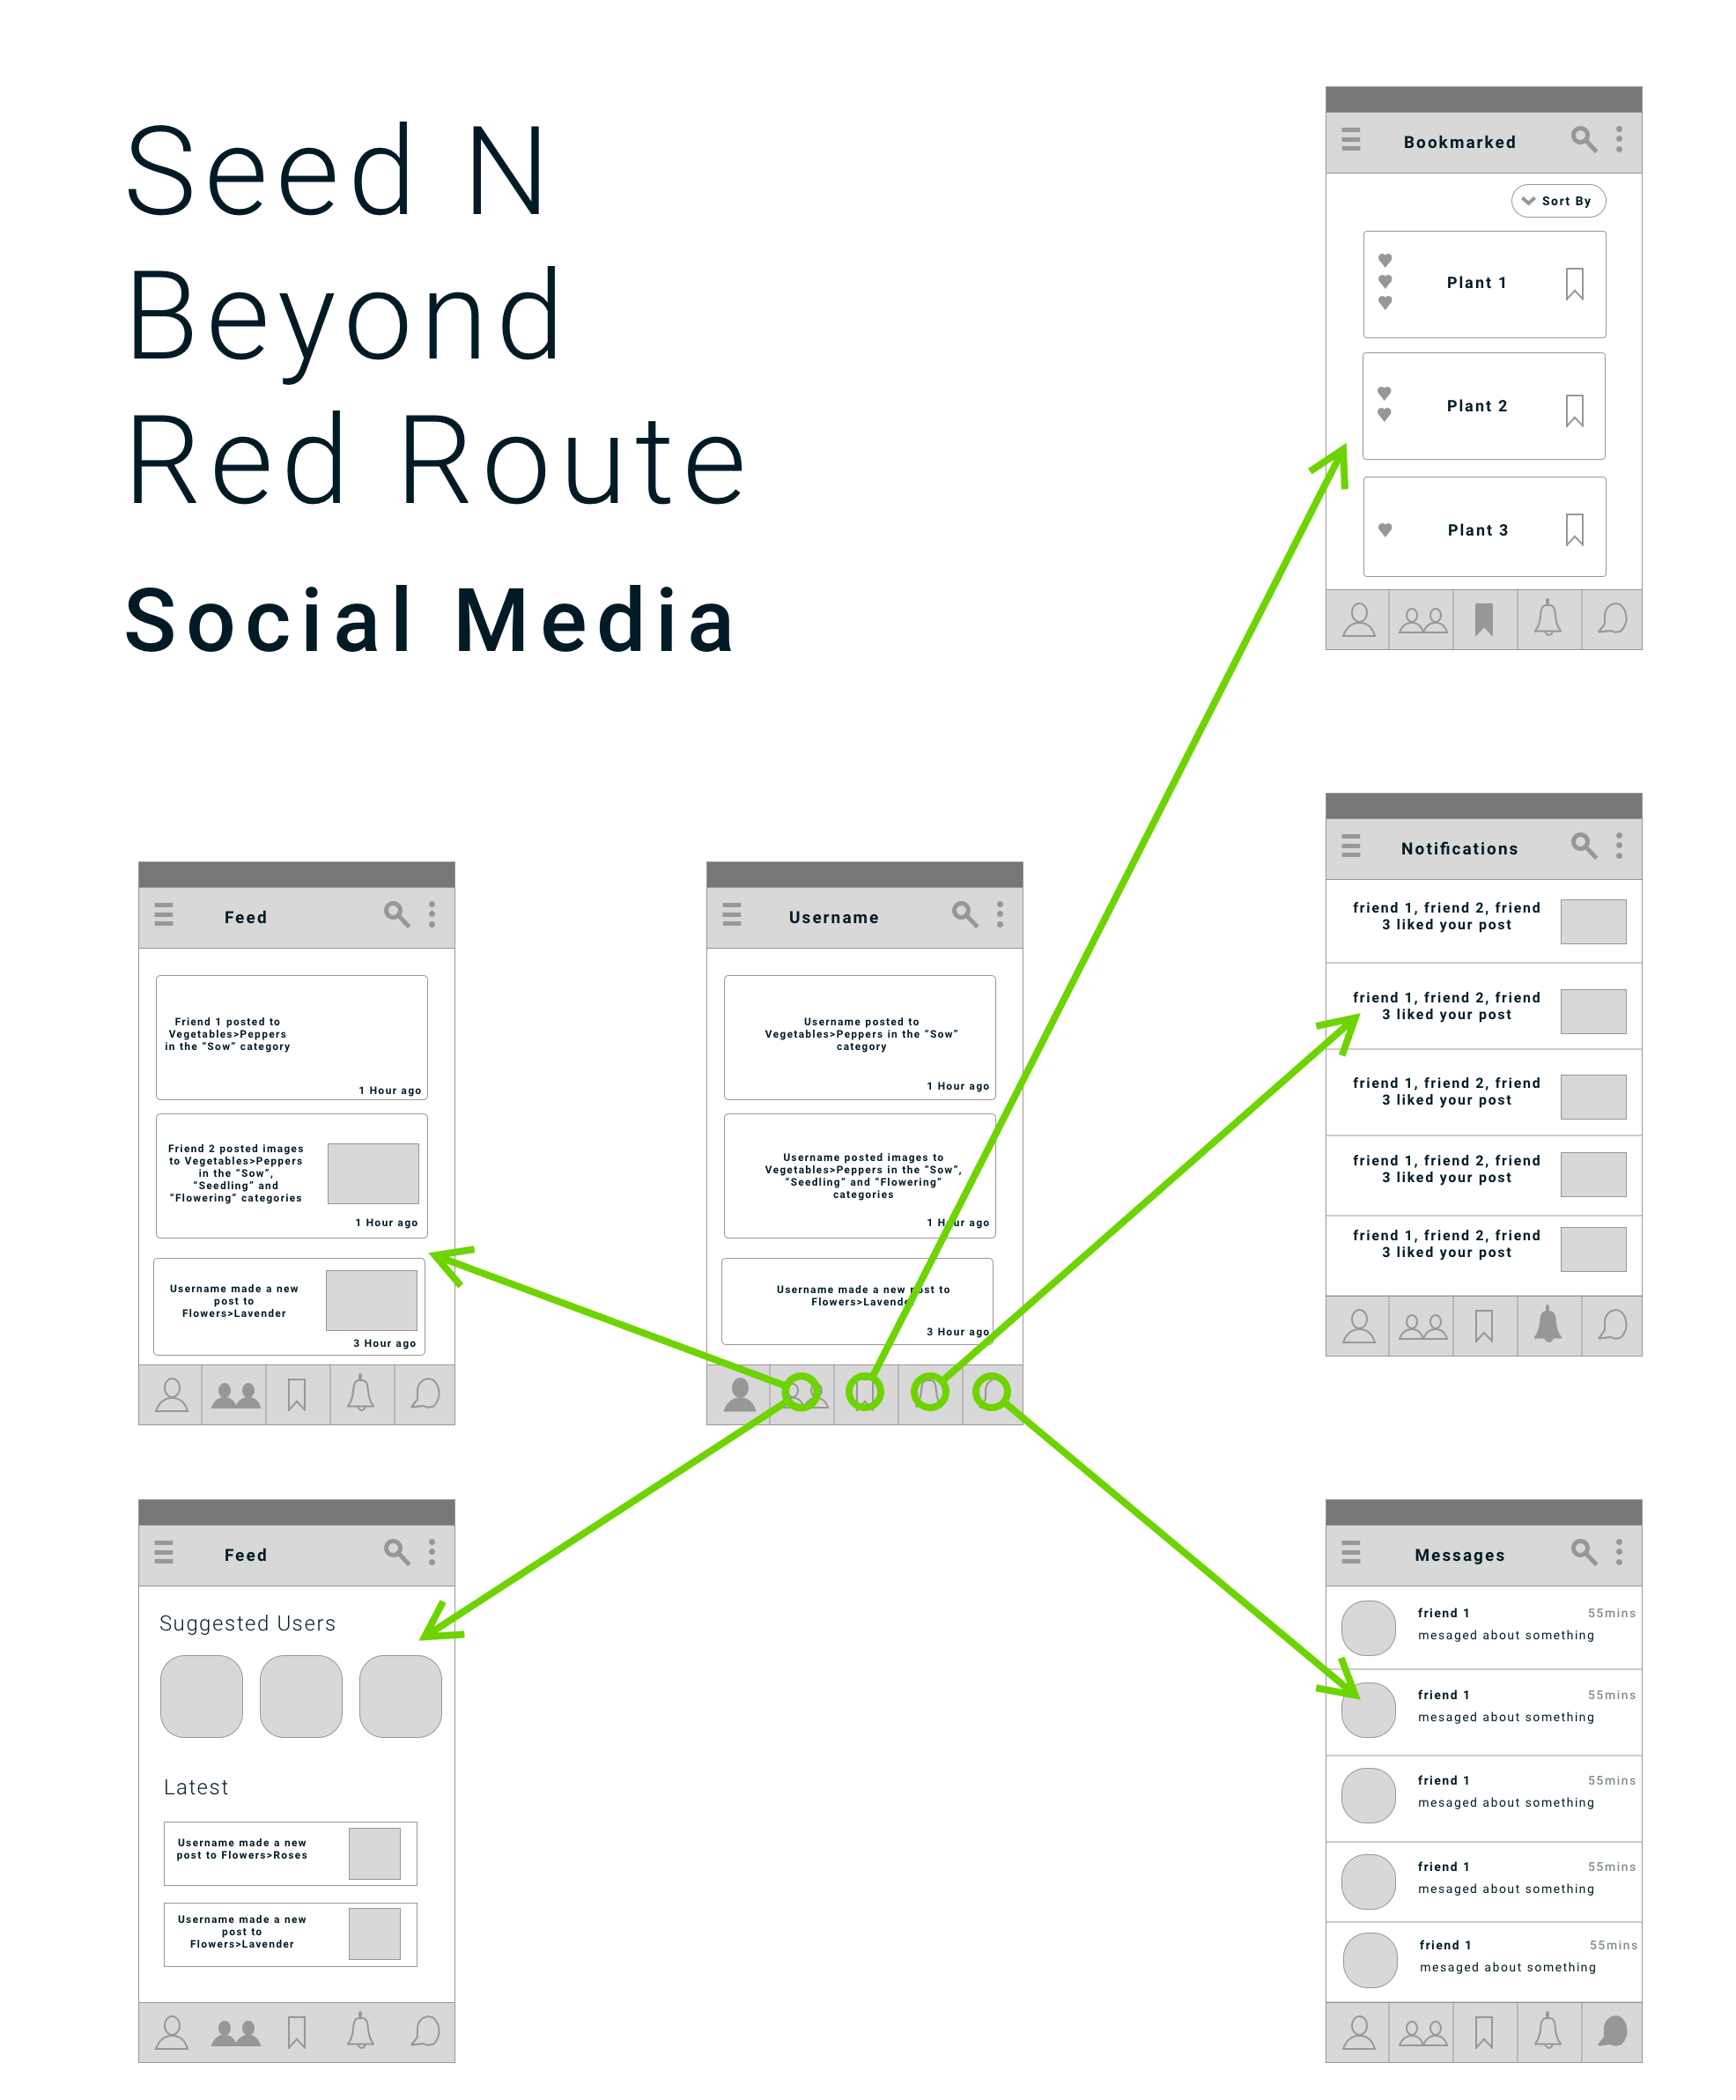 Seed N
Beyond
Red Route
Social Media
Bookmarked
Sort By
Plant 1
Plant 2
Plant 3
Feed
Friend 1 posted to
Vegetables>Peppers
in the “Sow” category
1 Hour ago
Friend 2 posted images
to Vegetables>Peppers
in the “Sow”,
“Seedling” and
“Flowering” categories
1 Hour ago
Username made a new
post to
Flowers>Lavender
3 Hour ago
Username
Username posted to
Vegetables>Peppers in the “Sow”
category
1 Hour ago
Username posted images to
Vegetables>Peppers in the “Sow”,
“Seedling” and “Flowering”
categories
1 Hour ago
Username made a new post to
Flowers>Lavender
3 Hour ago
Notifications
friend 1, friend 2, friend
3 liked your post
friend 1, friend 2, friend
3 liked your post
friend 1, friend 2, friend
3 liked your post
friend 1, friend 2, friend
3 liked your post
friend 1, friend 2, friend
3 liked your post
Feed
Suggested Users
Latest
Username made a new
post to Flowers>Roses
Username made a new
post to
Flowers>Lavender
Messages
friend 1 55mins
mesaged about something
friend 1 55mins
mesaged about something
friend 1 55mins
mesaged about something
friend 1 55mins
mesaged about something
friend 1 55mins
mesaged about something